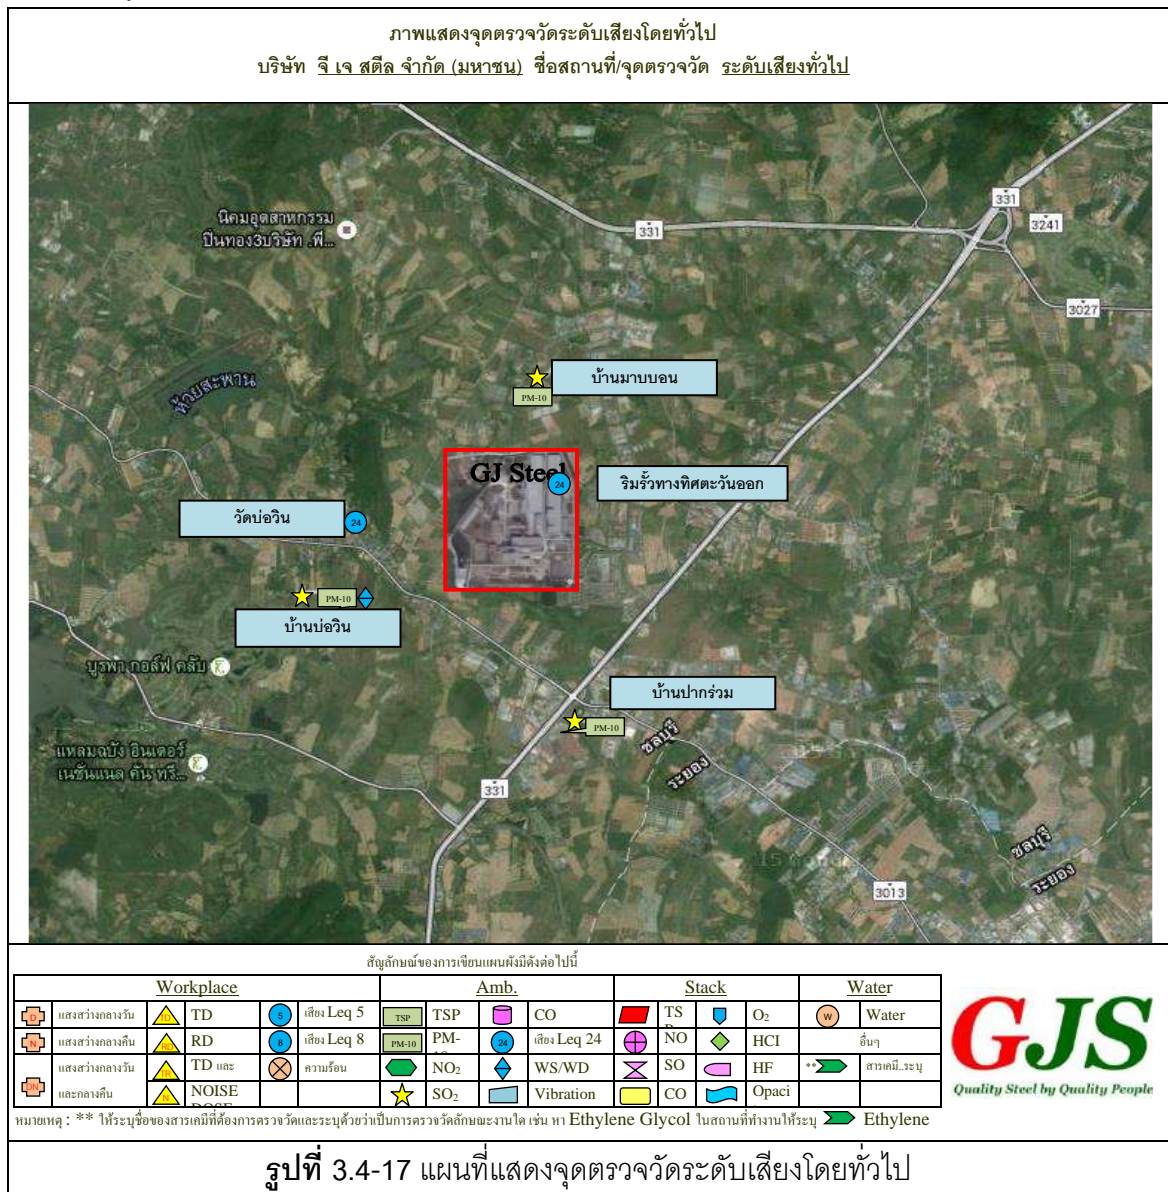 ภาพแสดงจุดตรวจวัดระดับเสียงโดยทั่วไป
บริษัท จี เจ สตีล จำกัด (มหาชน) ชื่อสถานที่/จุดตรวจวัด ระดับเสียงทั่วไป
331
3241
นิคมอุตสาหกรรม
ปิ่นทอง3บริษัท .พี...
331
3027
ห้วยสะพาน
บ้านมาบบอน
PM-10
GJ Steel
24
ริมรั้วทางทิศตะวันออก
วัดบ่อวิน
24
PM-10
บ้านบ่อวิน
บูรพา กอล์ฟ คลับ
บ้านปากร่วม
PM-10
ชลบุรี
ระยอง
แหลมฉบัง อินเตอร์
เนชั่นแนล คัน ทรี...
331
ชลบุรี
ระยอง
3013
สัญลักษณ์ของการเขียนแผนผังมีดังต่อไปนี้
Workplace Amb. Stack Water
D แสงสว่างกลางวัน TD TD 5 เสียง Leq 5 TSP TSP CO TS O₂ W Water
N แสงสว่างกลางคืน RD RD 8 เสียง Leq 8 PM-10 PM- 24 เสียง Leq 24 NO HCI อื่นๆ
DN แสงสว่างกลางวัน TR TD และ ความร้อน NO₂ WS/WD SO HF ** สารเคมี..ระบุ
และกลางคืน N NOISE SO₂ Vibration CO Opaci
หมายเหตุ : ** ให้ระบุชื่อของสารเคมีที่ต้องการตรวจวัดและระบุด้วยว่าเป็นการตรวจวัดลักษณะงานใด เช่น หา Ethylene Glycol ในสถานที่ทำงานให้ระบุ Ethylene
GJS
Quality Steel by Quality People
รูปที่ 3.4-17 แผนที่แสดงจุดตรวจวัดระดับเสียงโดยทั่วไป